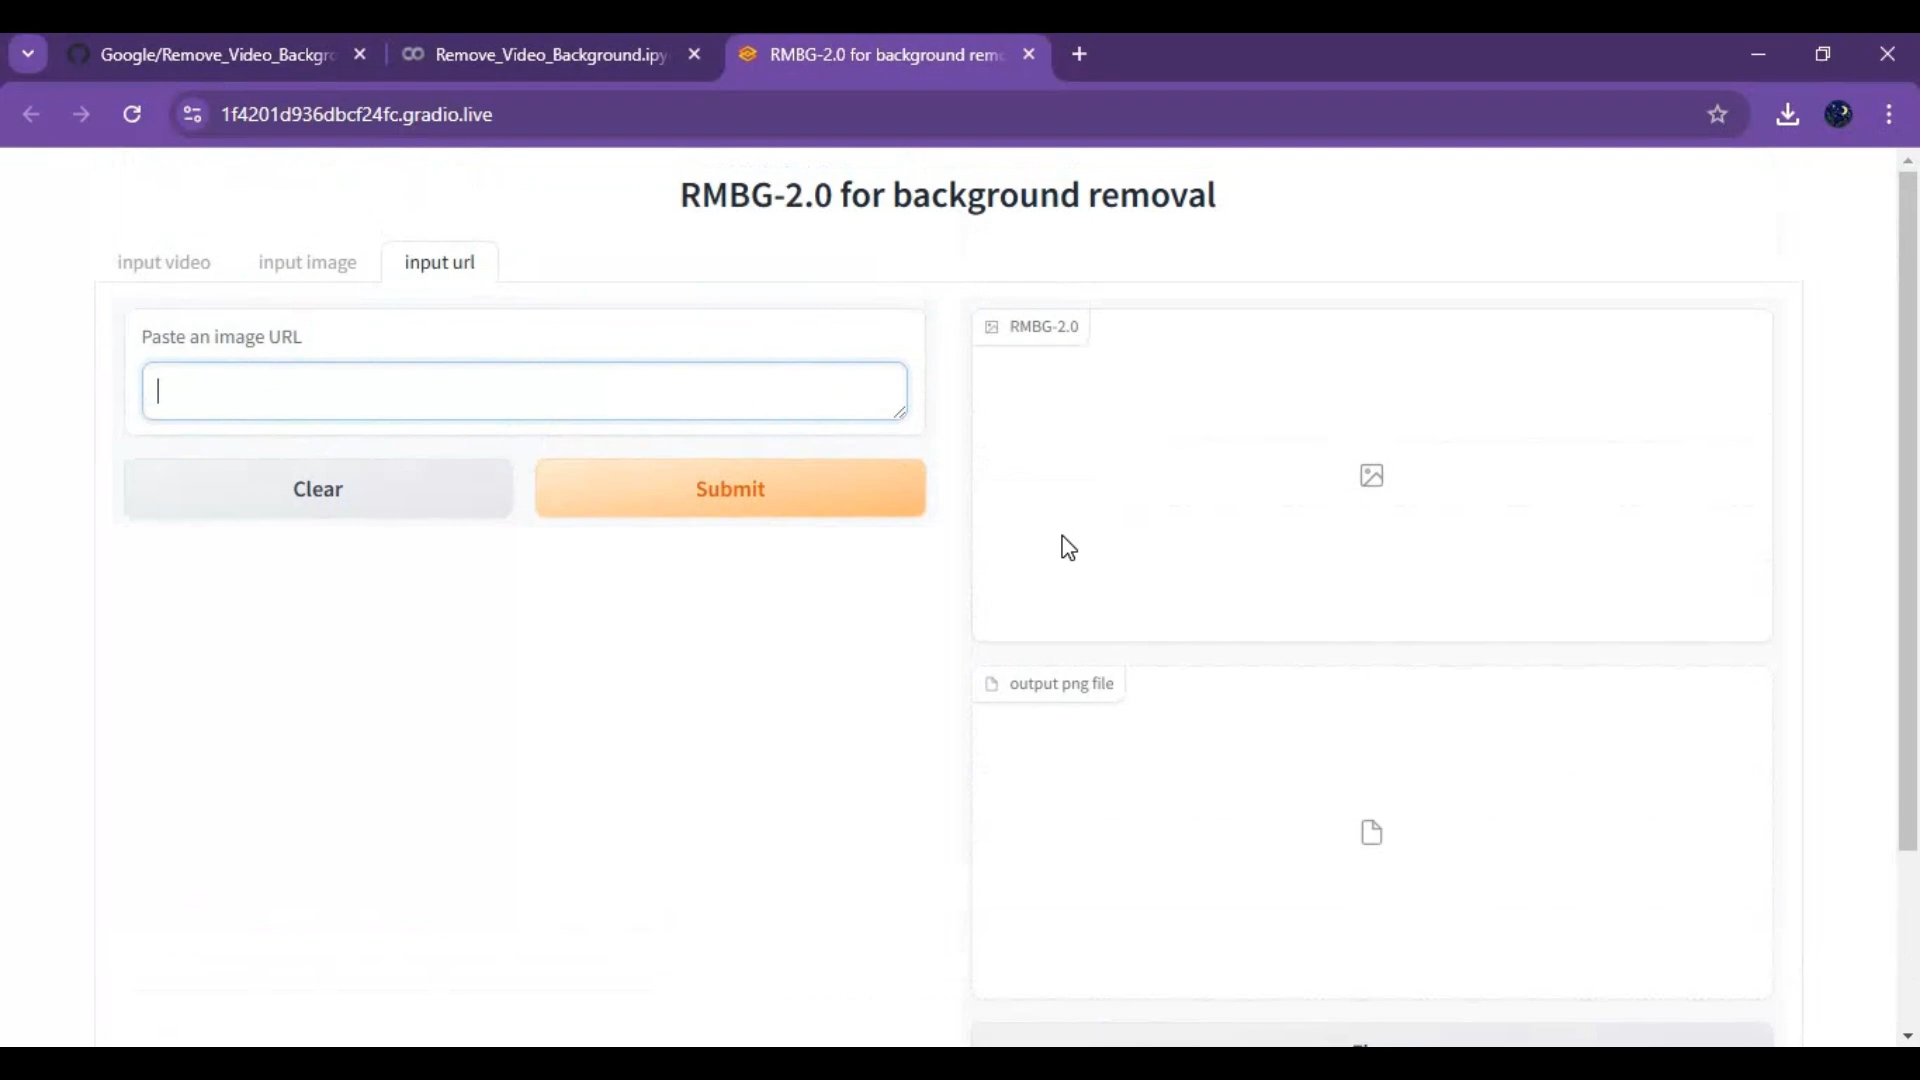 Google/Remove_Video_Backgr
Remove_Video_Background.ipy
RMBG-2.0 for background rem
1f4201d936dbcf24fc.gradio.live
RMBG-2.0 for background removal
input video
input image
input url
Paste an image URL
RMBG-2.0
Clear
Submit
output png file